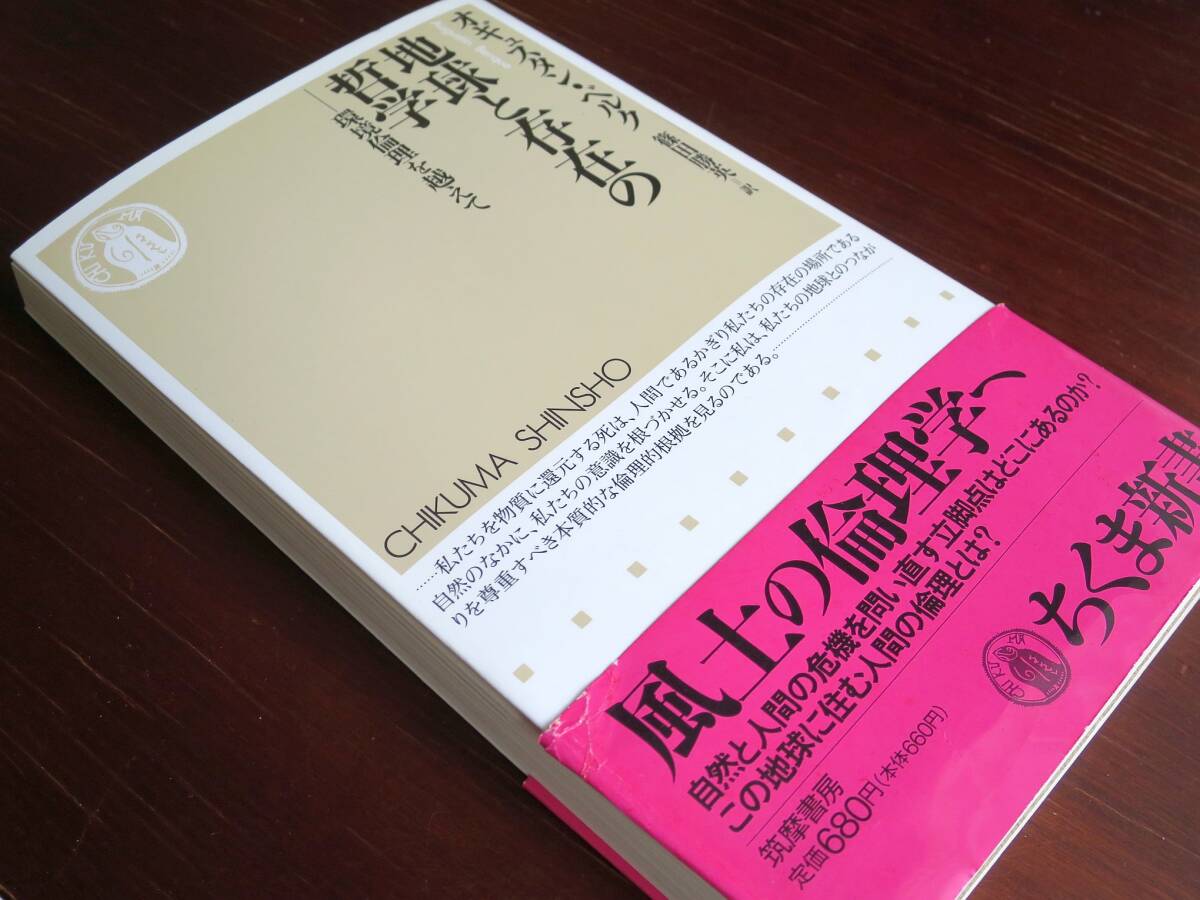 オギュスタン・ベルク
篠田勝英=訳
地球と存在の
哲学
環境倫理を越えて
CHIKUMA SHINSHO
……私たちを物質に還元する死は、人間であるかぎり私たちの存在の場所である
自然のなかに、私たちの意識を根づかせる。そこに私は、私たちの地球とのつなが
りを尊重すべき本質的な倫理的根拠を見るのである。…………
風土の倫理学へ
自然と人間の危機を問い直す立脚点はどこにあるのか?
この地球に住む人間の倫理とは?
ちくま新書
筑摩書房
定価680円(本体660円)